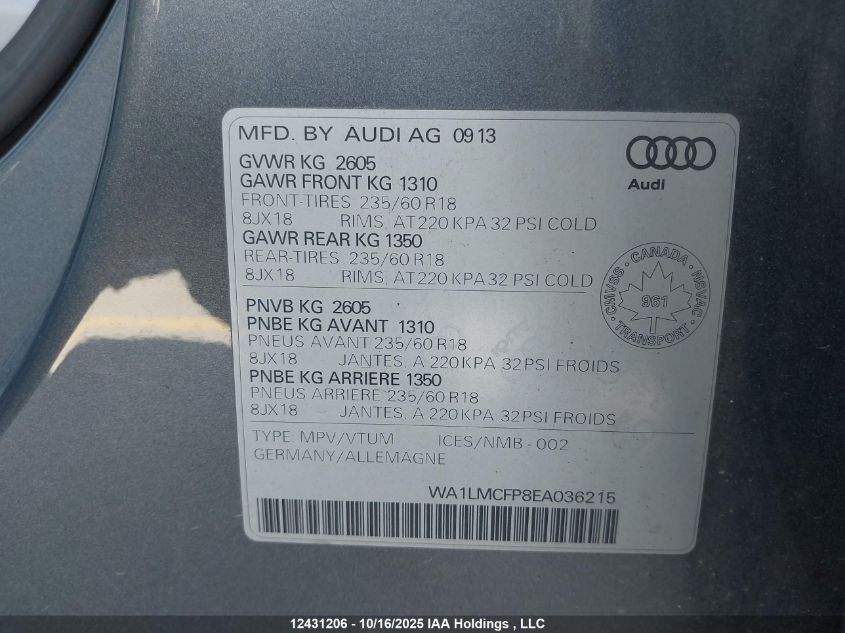 MFD. BY AUDI AG 09 13
GVWR KG 2605
GAWR FRONT KG 1310
FRONT-TIRES 235/60 R18
8JX18 RIMS, AT 220 KPA 32 PSI COLD
GAWR REAR KG 1350
REAR-TIRES 235/60 R18
8JX18 RIMS, AT 220 KPA 32 PSI COLD
PNVB KG 2605
PNBE KG AVANT 1310
PNEUS AVANT 235/60 R18
8JX18 JANTES, A 220 KPA 32 PSI FROIDS
PNBE KG ARRIERE 1350
PNEUS ARRIERE 235/60 R18
8JX18 JANTES, A 220 KPA 32 PSI FROIDS
TYPE: MPV/VTUM ICES/NMB - 002
GERMANY/ALLEMAGNE
WA1LMCFP8EA036215
Audi
CMVSS · CANADA · NSVAC
961
· TRANSPORT ·
12431206 - 10/16/2025 IAA Holdings , LLC